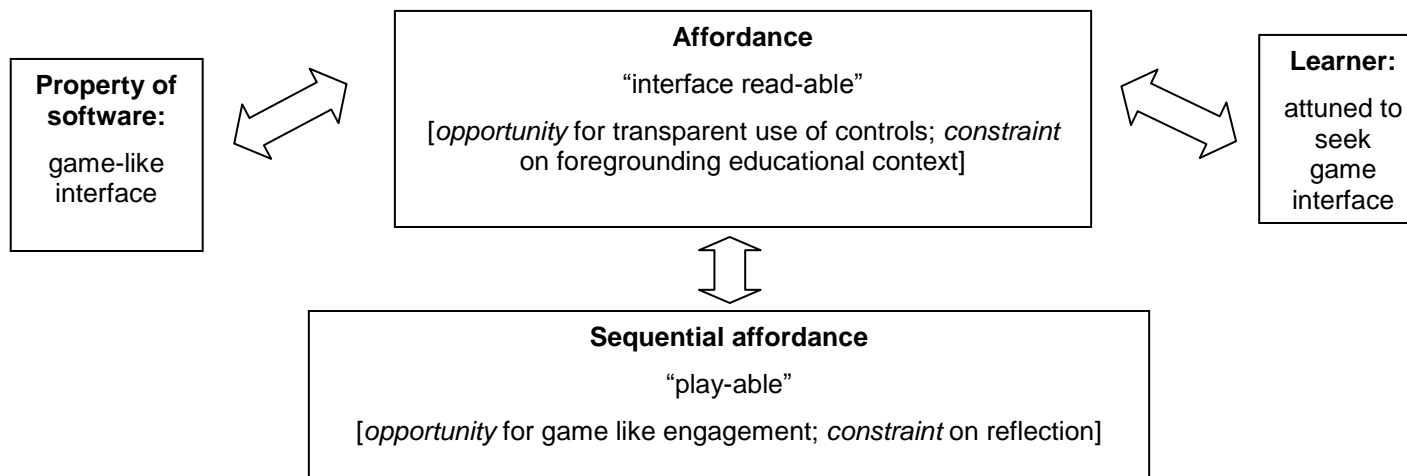 Property of
software:
game-like
interface
Affordance
“interface read-able”
[opportunity for transparent use of controls; constraint
on foregrounding educational context]
Learner:
attuned to
seek
game
interface
Sequential affordance
“play-able”
[opportunity for game like engagement; constraint on reflection]